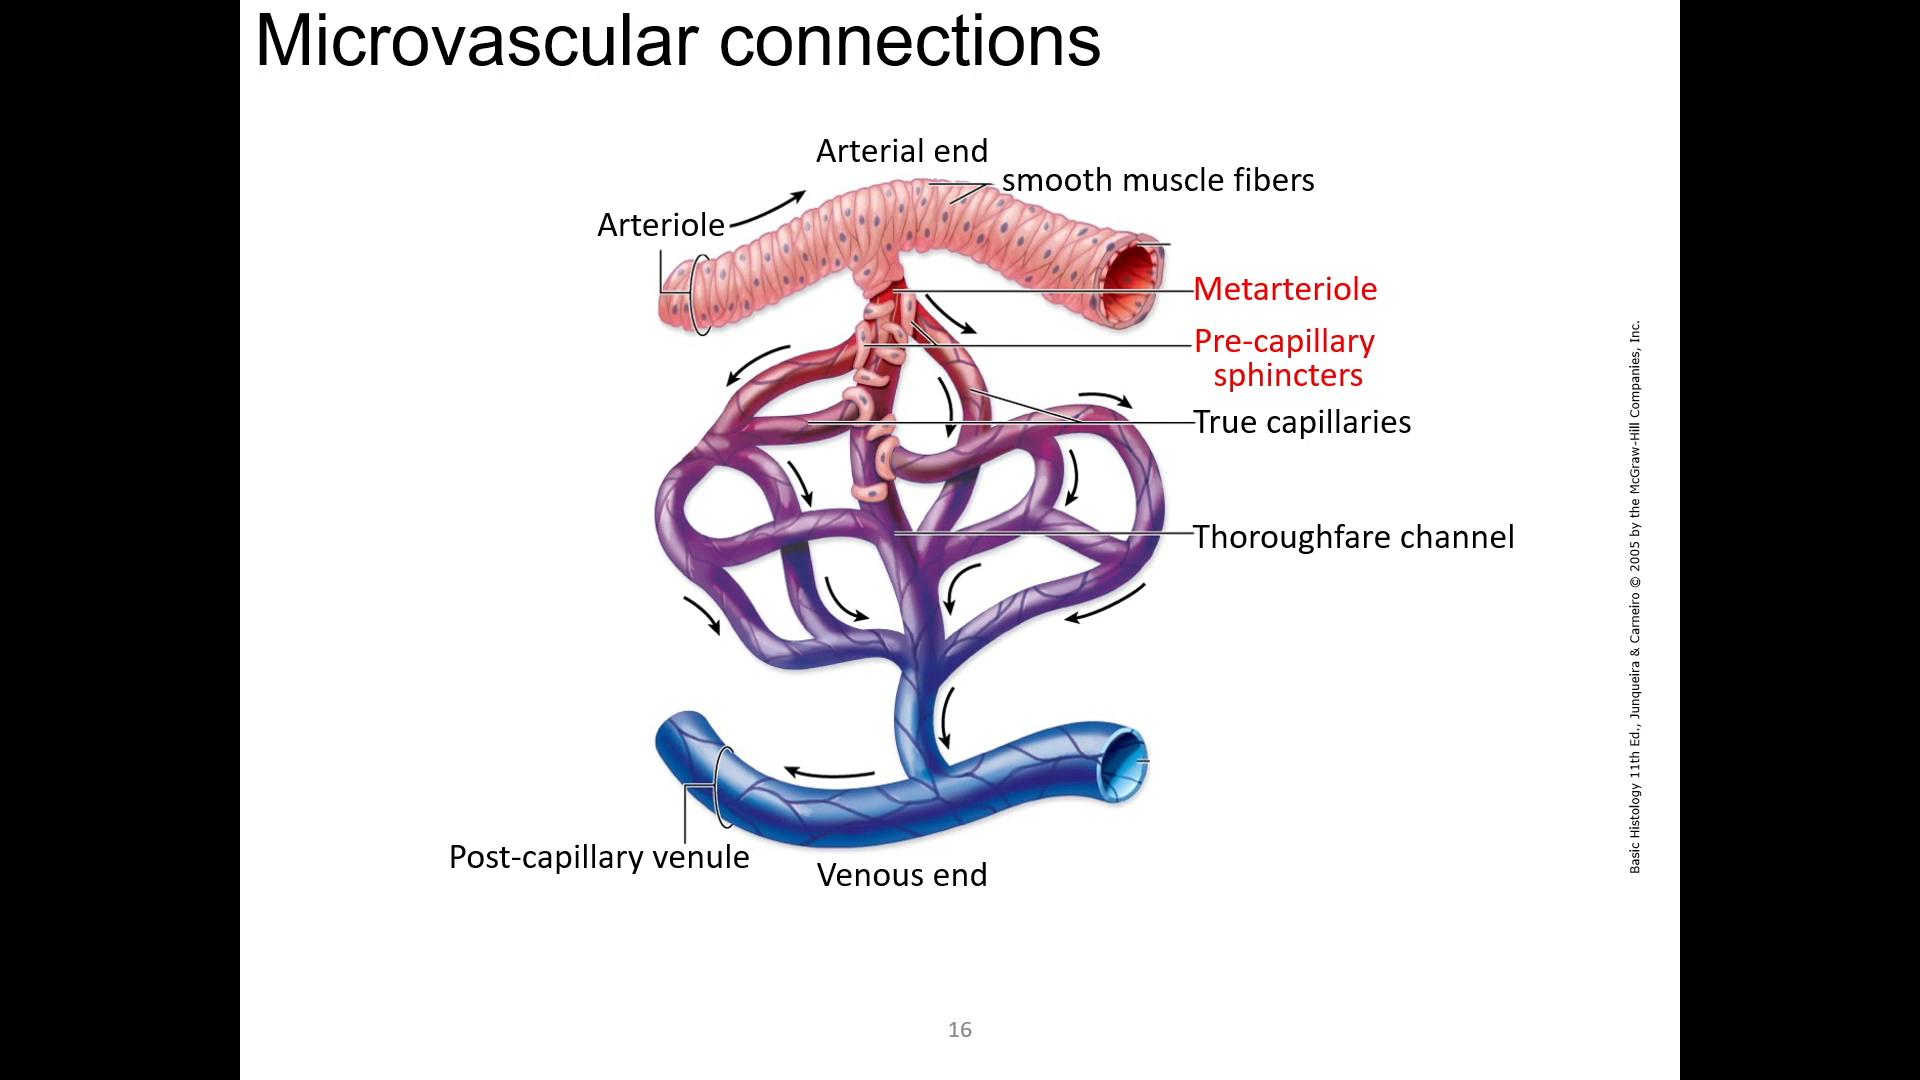 Microvascular connections
Arterial end
smooth muscle fibers
Arteriole
Metarteriole
Pre-capillary
sphincters
True capillaries
Thoroughfare channel
Post-capillary venule
Venous end
Basic Histology 11th Ed., Junqueira & Carneiro © 2005 by the McGraw-Hill Companies, Inc.
16